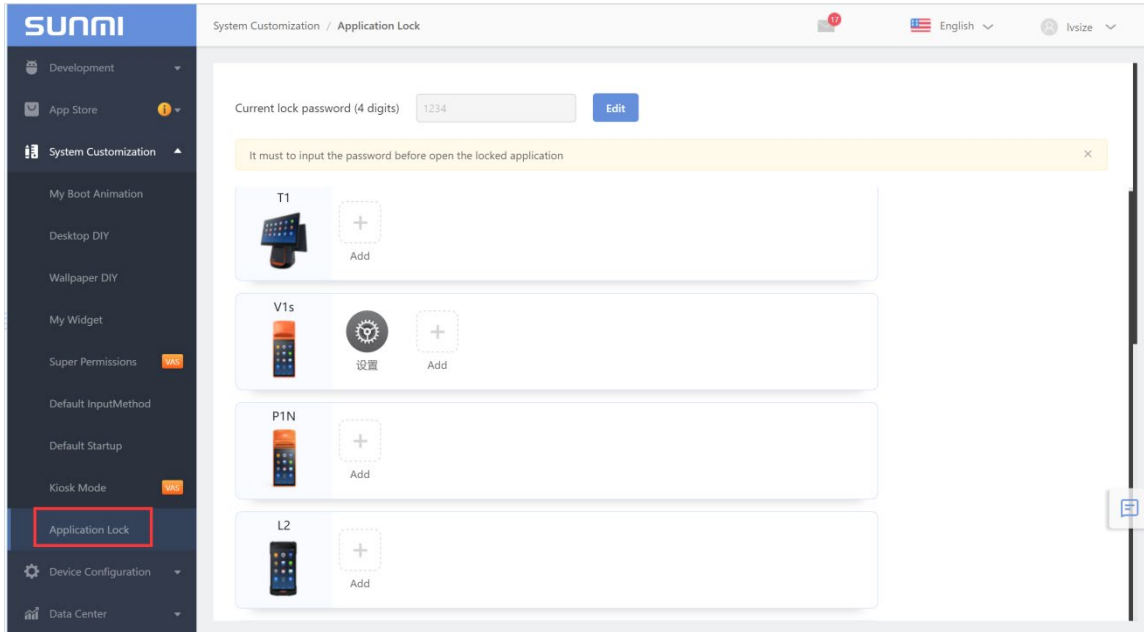 SUNMI
System Customization / Application Lock
17
English
lvsize
Development
App Store
System Customization
My Boot Animation
Desktop DIY
Wallpaper DIY
My Widget
Super Permissions VAS
Default InputMethod
Default Startup
Kiosk Mode VAS
Application Lock
Device Configuration
Data Center
Current lock password (4 digits) 1234 Edit
It must to input the password before open the locked application
T1
Add
V1s
设置 Add
P1N
Add
L2
Add